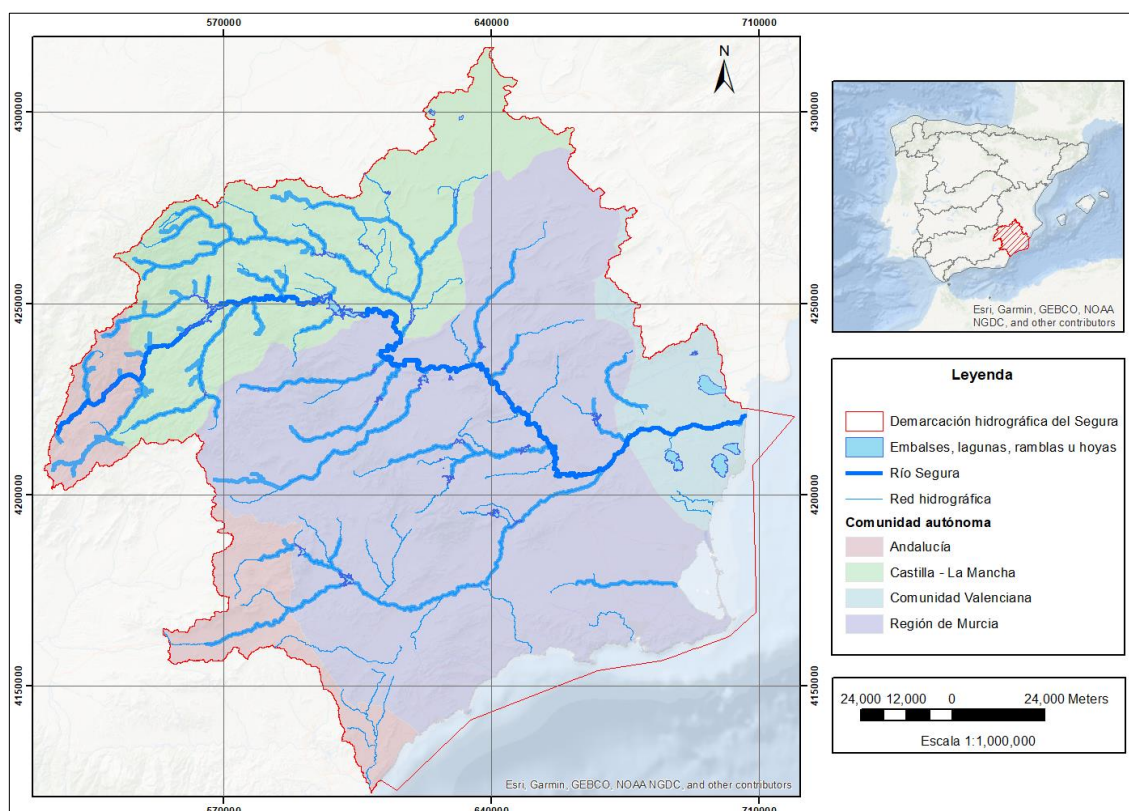 570000 640000 710000
N
4300000
4250000
4200000
4150000
4300000
4250000
4200000
4150000
Esri, Garmin, GEBCO, NOAA NGDC, and other contributors
570000 640000 710000
Esri, Garmin, GEBCO, NOAA
NGDC, and other contributors
Leyenda
Demarcación hidrográfica del Segura
Embalses, lagunas, ramblas u hoyas
Río Segura
Red hidrográfica
Comunidad autónoma
Andalucía
Castilla - La Mancha
Comunidad Valenciana
Región de Murcia
24,000 12,000 0 24,000 Meters
Escala 1:1,000,000